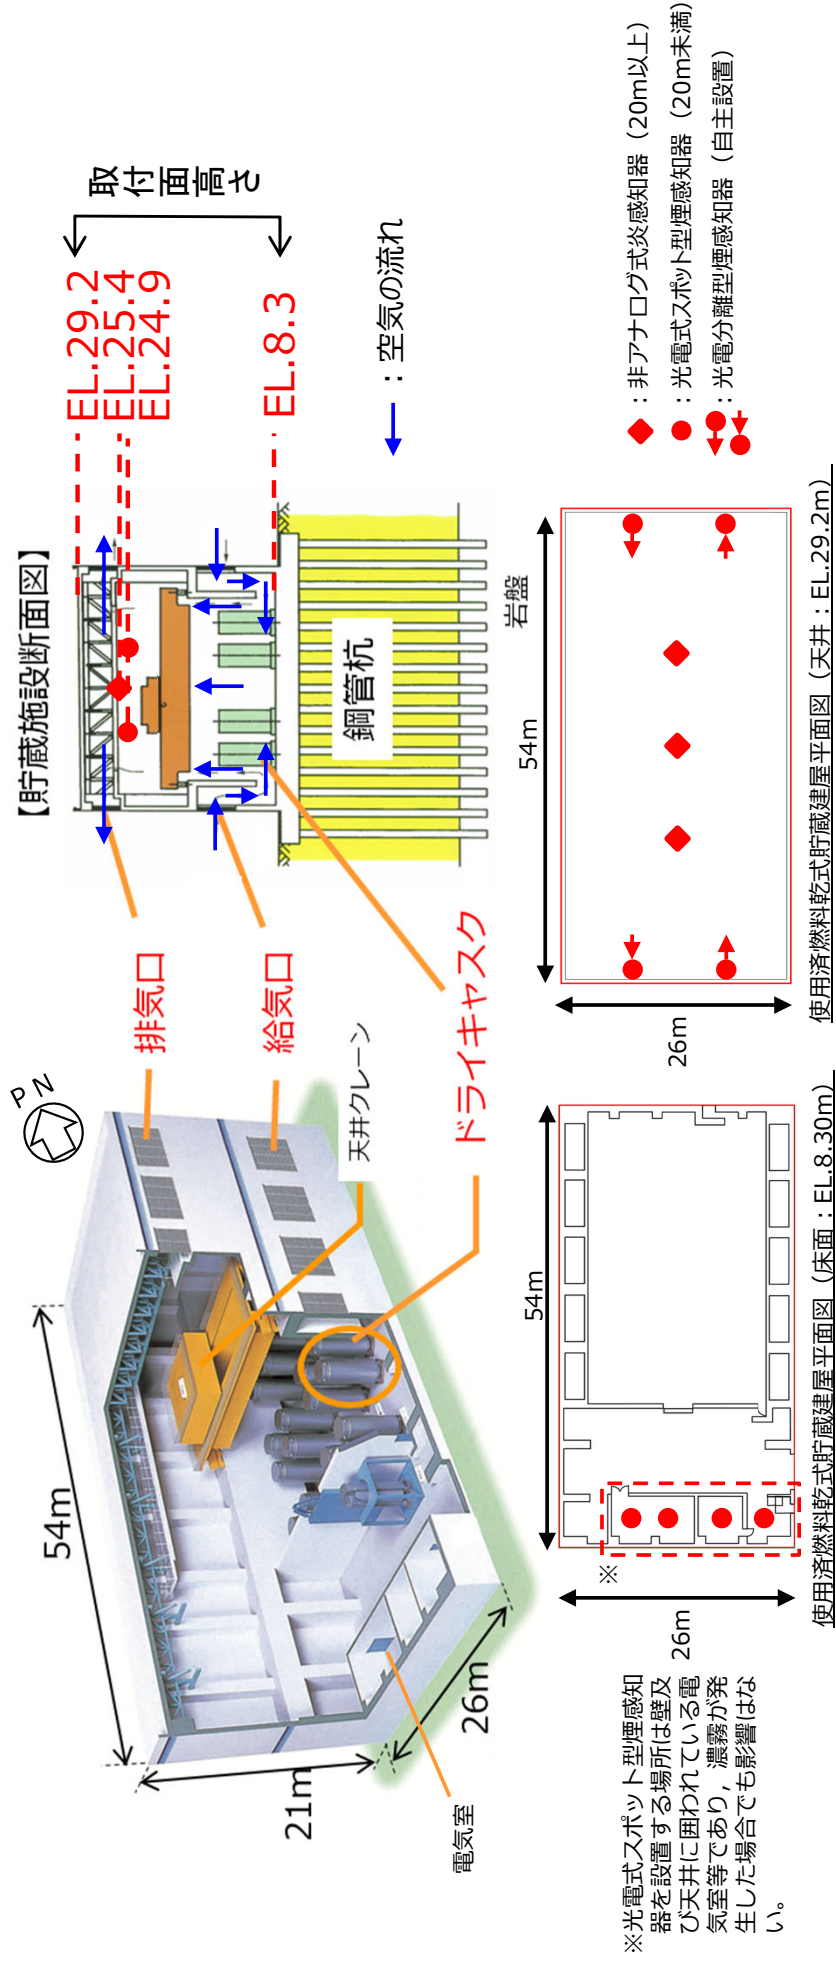 54m
21m
26m
電気室
PN
排気口
給気口
天井クレーン
ドライキャスク
【貯蔵施設断面図】
EL.29.2
EL.25.4
EL.24.9
EL.8.3
取付面高さ
鋼管杭
岩盤
：空気の流れ
※光電式スポット型煙感知
器を設置する場所は壁及
び天井に囲われている電
気室等であり，濃霧が発
生した場合でも影響はな
い。
※
54m
26m
使用済燃料乾式貯蔵建屋平面図（床面：EL.8.30m）
54m
26m
使用済燃料乾式貯蔵建屋平面図（天井：EL.29.2m）
：非アナログ式炎感知器（20m以上）
：光電式スポット型煙感知器（20m未満）
：光電分離型煙感知器（自主設置）